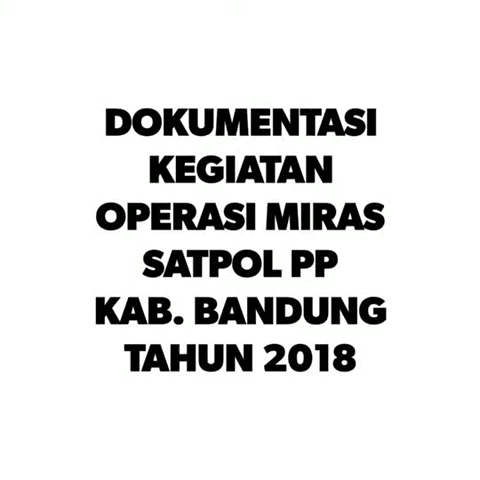 DOKUMENTASI
KEGIATAN
OPERASI MIRAS
SATPOL PP
KAB. BANDUNG
TAHUN 2018